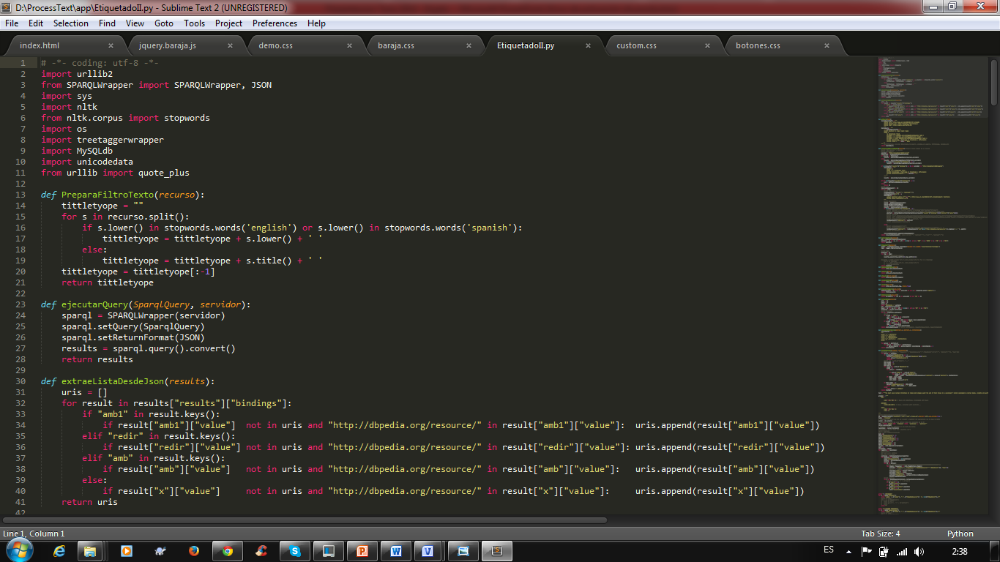 D:\ProcessText\app\EtiquetadoII.py - Sublime Text 2 (UNREGISTERED)
File Edit Selection Find View Goto Tools Project Preferences Help
index.html × jquery.baraja.js × demo.css × baraja.css × EtiquetadoII.py × custom.css × botones.css ×
1 # -*- coding: utf-8 -*-
2 import urllib2
3 from SPARQLWrapper import SPARQLWrapper, JSON
4 import sys
5 import nltk
6 from nltk.corpus import stopwords
7 import os
8 import treetaggerwrapper
9 import MySQLdb
10 import unicodedata
11 from urllib import quote_plus
12
13 def PreparaFiltroTexto(recurso):
14     tittletyope = ""
15     for s in recurso.split():
16         if s.lower() in stopwords.words('english') or s.lower() in stopwords.words('spanish'):
17             tittletyope = tittletyope + s.lower() + ' '
18         else:
19             tittletyope = tittletyope + s.title() + ' '
20     tittletyope = tittletyope[:-1]
21     return tittletyope
22
23 def ejecutarQuery(SparqlQuery, servidor):
24     sparql = SPARQLWrapper(servidor)
25     sparql.setQuery(SparqlQuery)
26     sparql.setReturnFormat(JSON)
27     results = sparql.query().convert()
28     return results
29
30 def extraeListaDesdeJson(results):
31     uris = []
32     for result in results["results"]["bindings"]:
33         if "amb1" in result.keys():
34             if result["amb1"]["value"]  not in uris and "http://dbpedia.org/resource/" in result["amb1"]["value"]:  uris.append(result["amb1"]["value"])
35         elif "redir" in result.keys():
36             if result["redir"]["value"] not in uris and "http://dbpedia.org/resource/" in result["redir"]["value"]: uris.append(result["redir"]["value"])
37         elif "amb" in result.keys():
38             if result["amb"]["value"]   not in uris and "http://dbpedia.org/resource/" in result["amb"]["value"]:   uris.append(result["amb"]["value"])
39         else:
40             if result["x"]["value"]     not in uris and "http://dbpedia.org/resource/" in result["x"]["value"]:     uris.append(result["x"]["value"])
41     return uris
42
Line 1, Column 1 Tab Size: 4 Python
ES 2:38